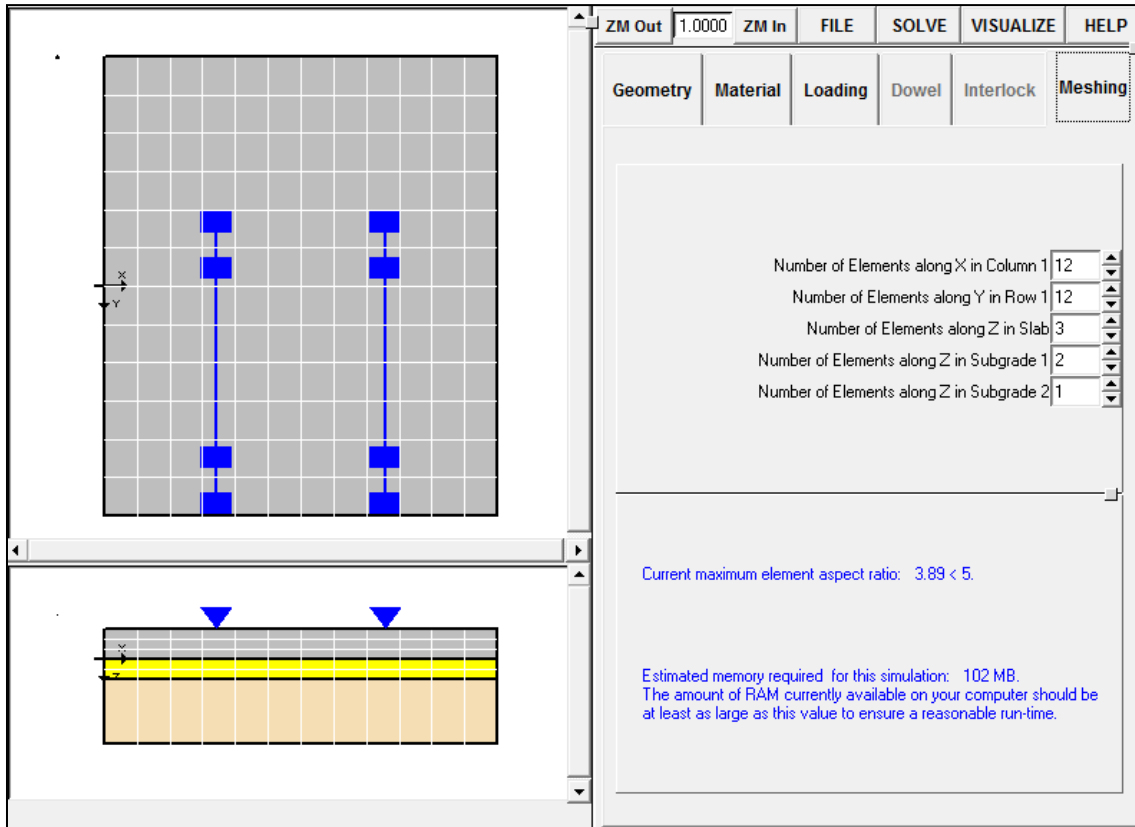 ZM Out 1.0000 ZM In FILE SOLVE VISUALIZE HELP
Geometry Material Loading Dowel Interlock Meshing
X
Y
Number of Elements along X in Column 1 12
Number of Elements along Y in Row 1 12
Number of Elements along Z in Slab 3
Number of Elements along Z in Subgrade 1 2
Number of Elements along Z in Subgrade 2 1
Current maximum element aspect ratio: 3.89 < 5.
X
Z
Estimated memory required for this simulation: 102 MB.
The amount of RAM currently available on your computer should be
at least as large as this value to ensure a reasonable run-time.